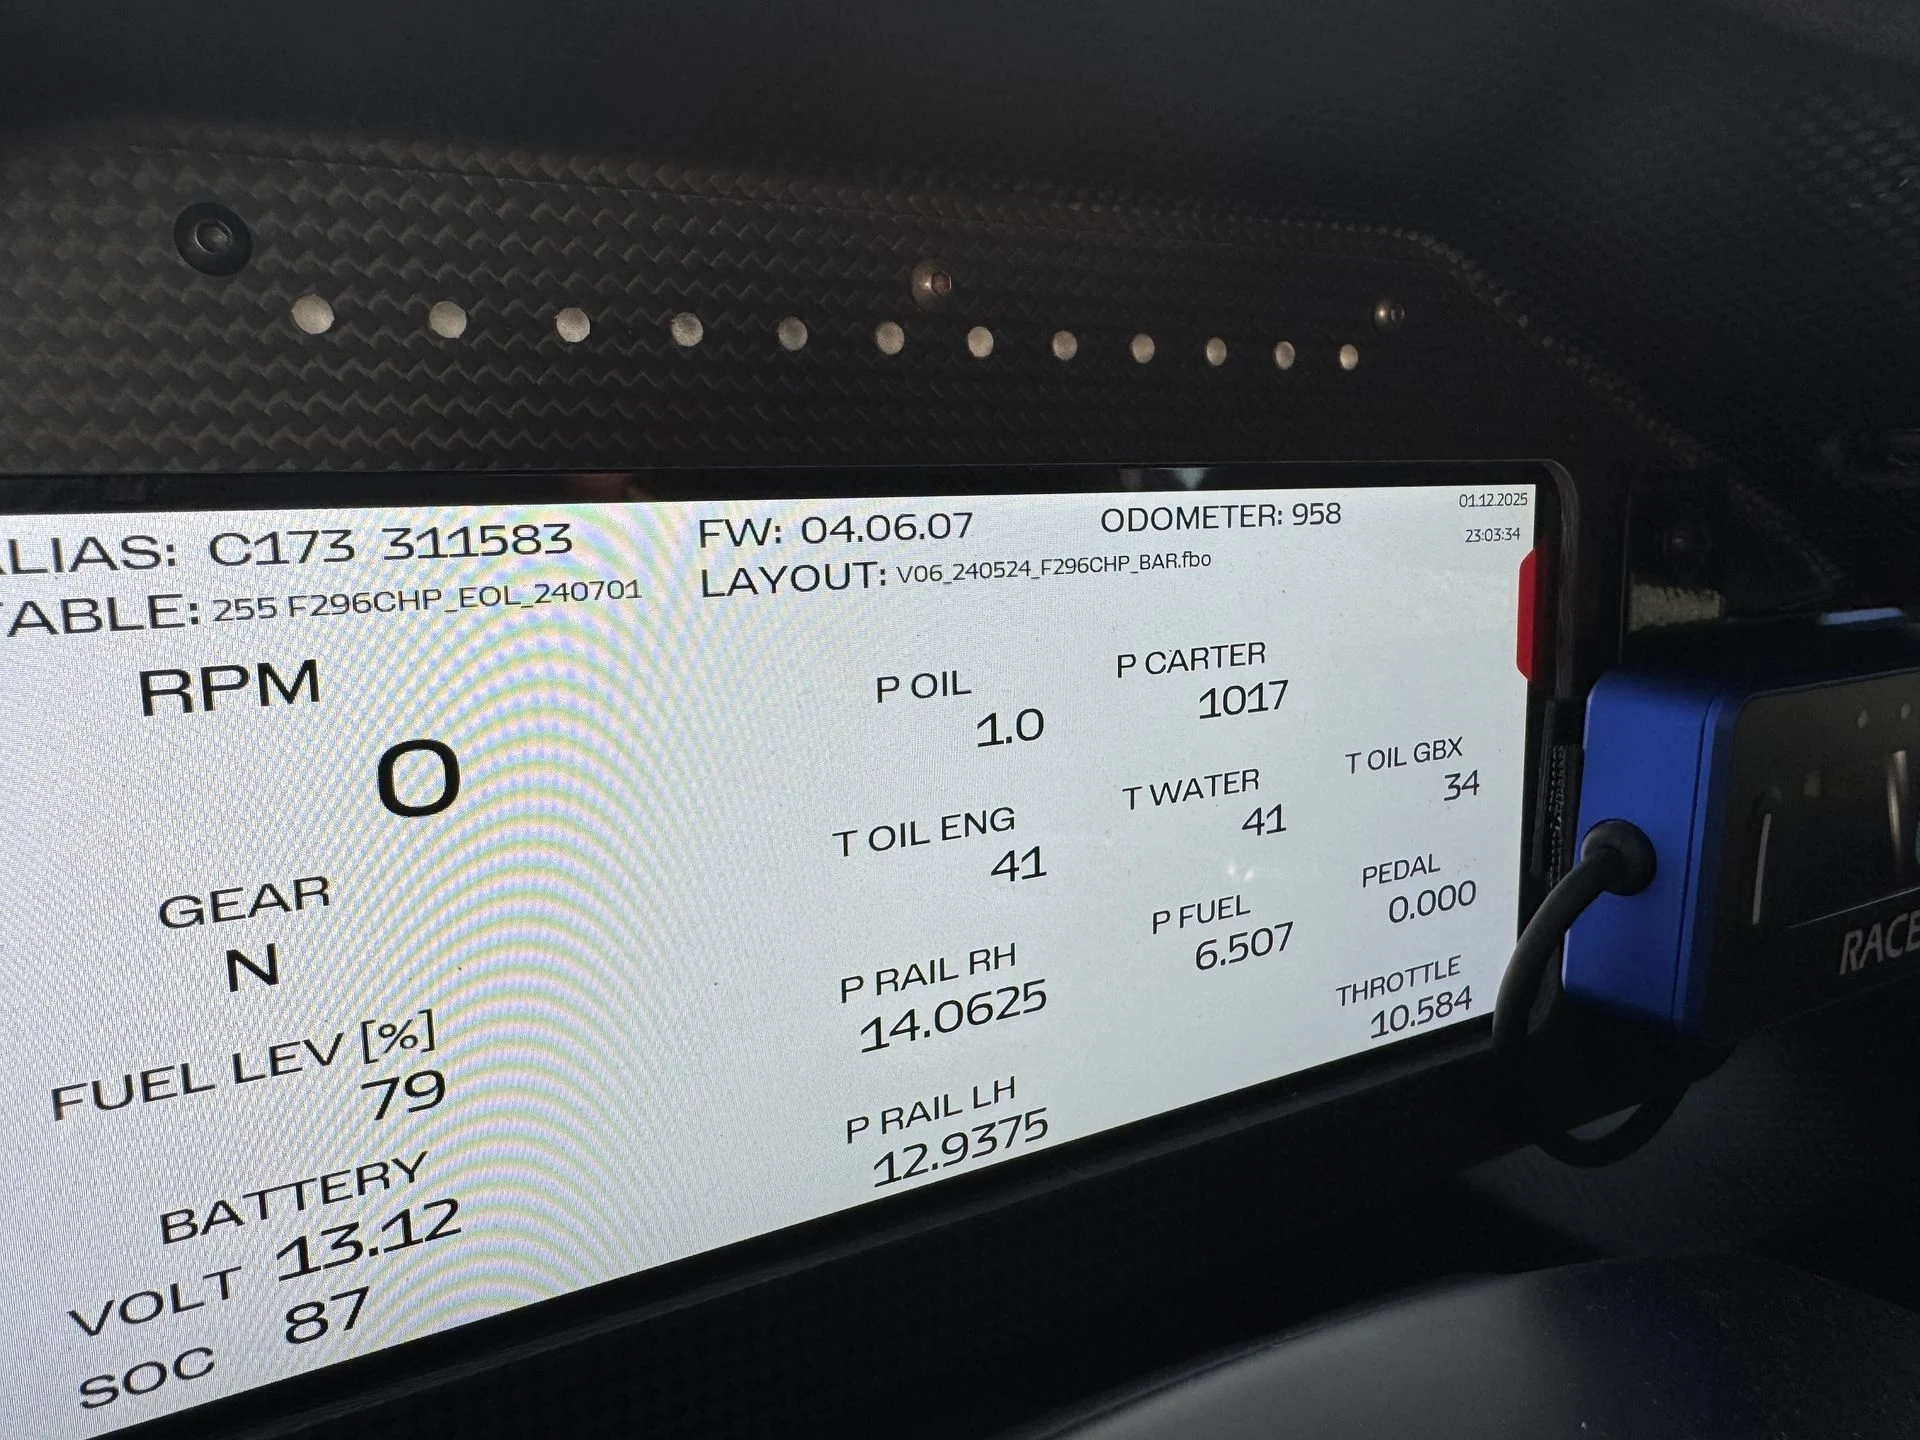 LIAS: C173 311583
FW: 04.06.07
ODOMETER: 958
01.12.2025
23:03:34
TABLE: 255 F296CHP_EOL_240701
LAYOUT: V06_240524_F296CHP_BAR.fbo
RPM
0
GEAR
N
FUEL LEV [%]
79
BATTERY
VOLT 13.12
SOC 87
P OIL
1.0
P CARTER
1017
T OIL ENG
41
T WATER
41
T OIL GBX
34
P RAIL RH
14.0625
P FUEL
6.507
PEDAL
0.000
P RAIL LH
12.9375
THROTTLE
10.584
RACE